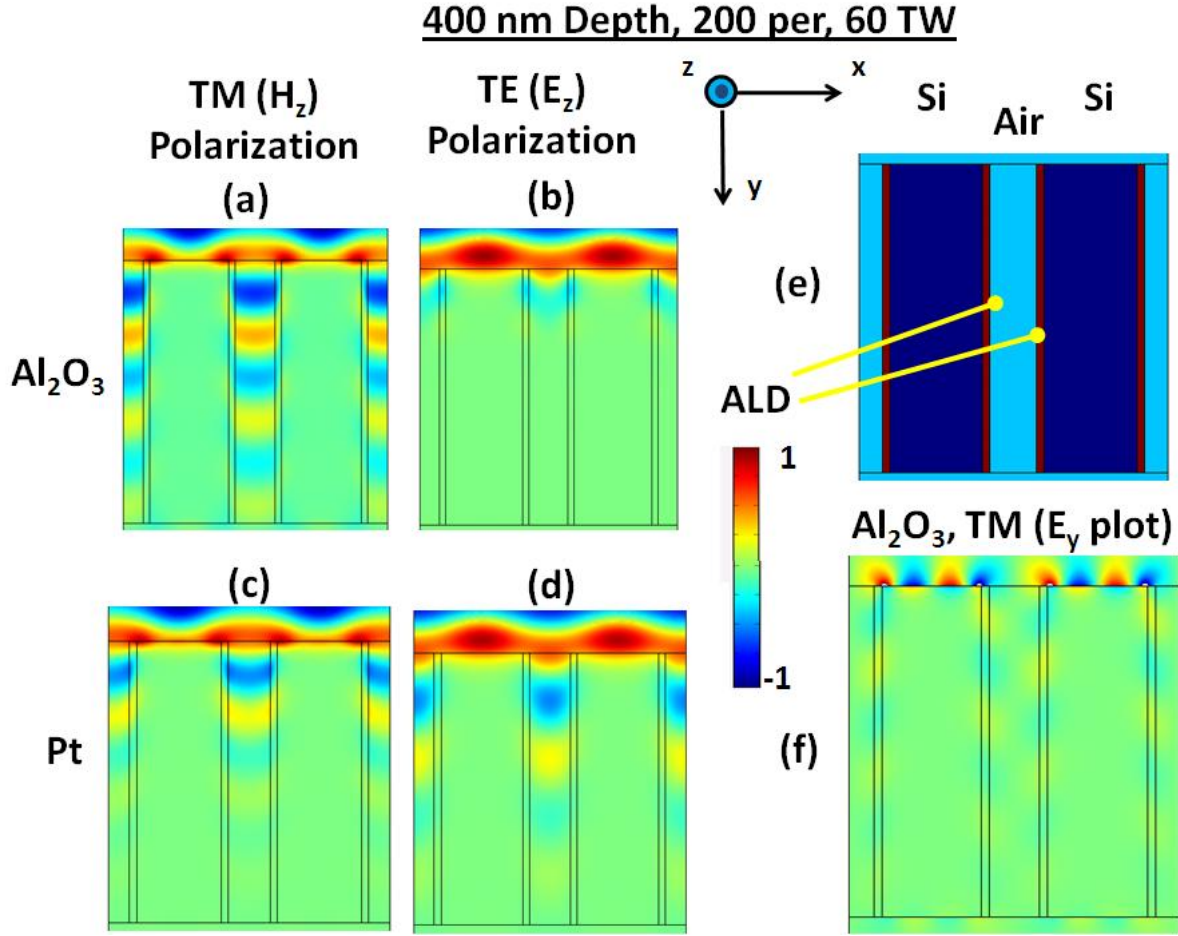 400 nm Depth, 200 per, 60 TW
TM (Hz)
Polarization
(a)
TE (Ez)
Polarization
(b)
z
x
y
Si
Air
Si
(e)
Al2O3
ALD
1
-1
Al2O3, TM (Ey plot)
(c)
(d)
Pt
(f)